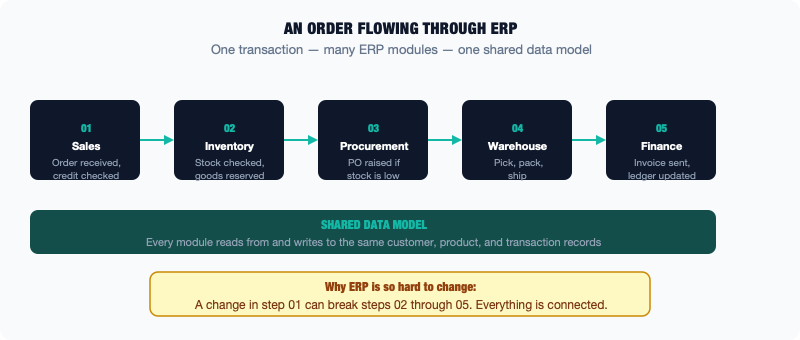 AN ORDER FLOWING THROUGH ERP
One transaction — many ERP modules — one shared data model
01
Sales
Order received,
credit checked
02
Inventory
Stock checked,
goods reserved
03
Procurement
PO raised if
stock is low
04
Warehouse
Pick, pack,
ship
05
Finance
Invoice sent,
ledger updated
SHARED DATA MODEL
Every module reads from and writes to the same customer, product, and transaction records
Why ERP is so hard to change:
A change in step 01 can break steps 02 through 05. Everything is connected.